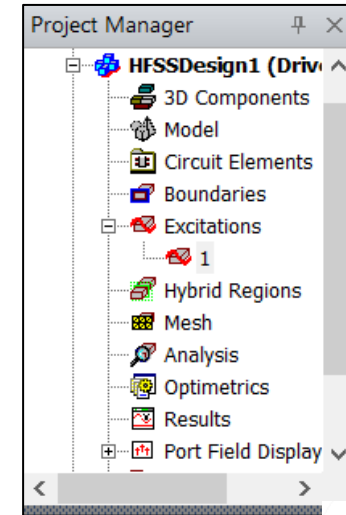 Project Manager
HFSSDesign1 (Drive
3D Components
Model
Circuit Elements
Boundaries
Excitations
1
Hybrid Regions
Mesh
Analysis
Optimetrics
Results
Port Field Display